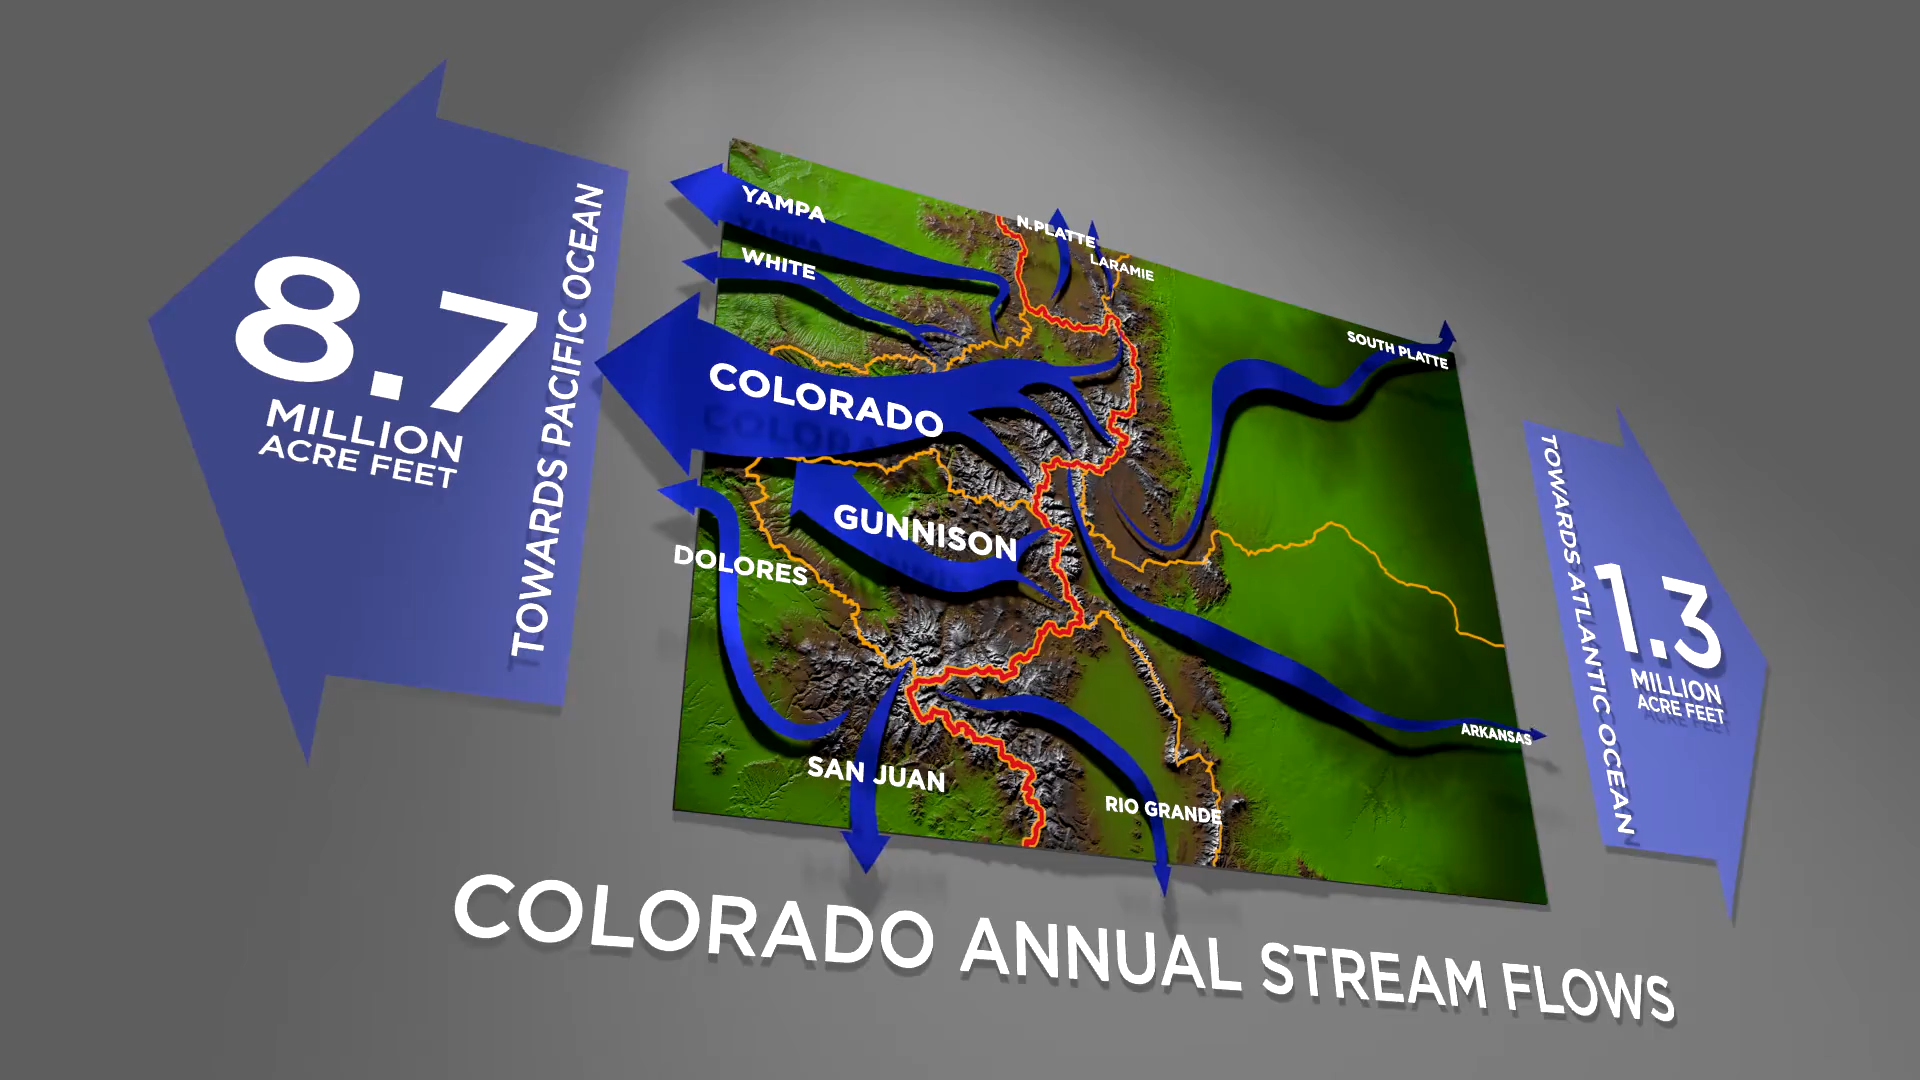 8.7
MILLION
ACRE FEET
TOWARDS PACIFIC OCEAN
YAMPA
WHITE
COLORADO
GUNNISON
DOLORES
SAN JUAN
N. PLATTE
LARAMIE
SOUTH PLATTE
ARKANSAS
RIO GRANDE
TOWARDS ATLANTIC OCEAN
1.3
MILLION
ACRE FEET
COLORADO ANNUAL STREAM FLOWS